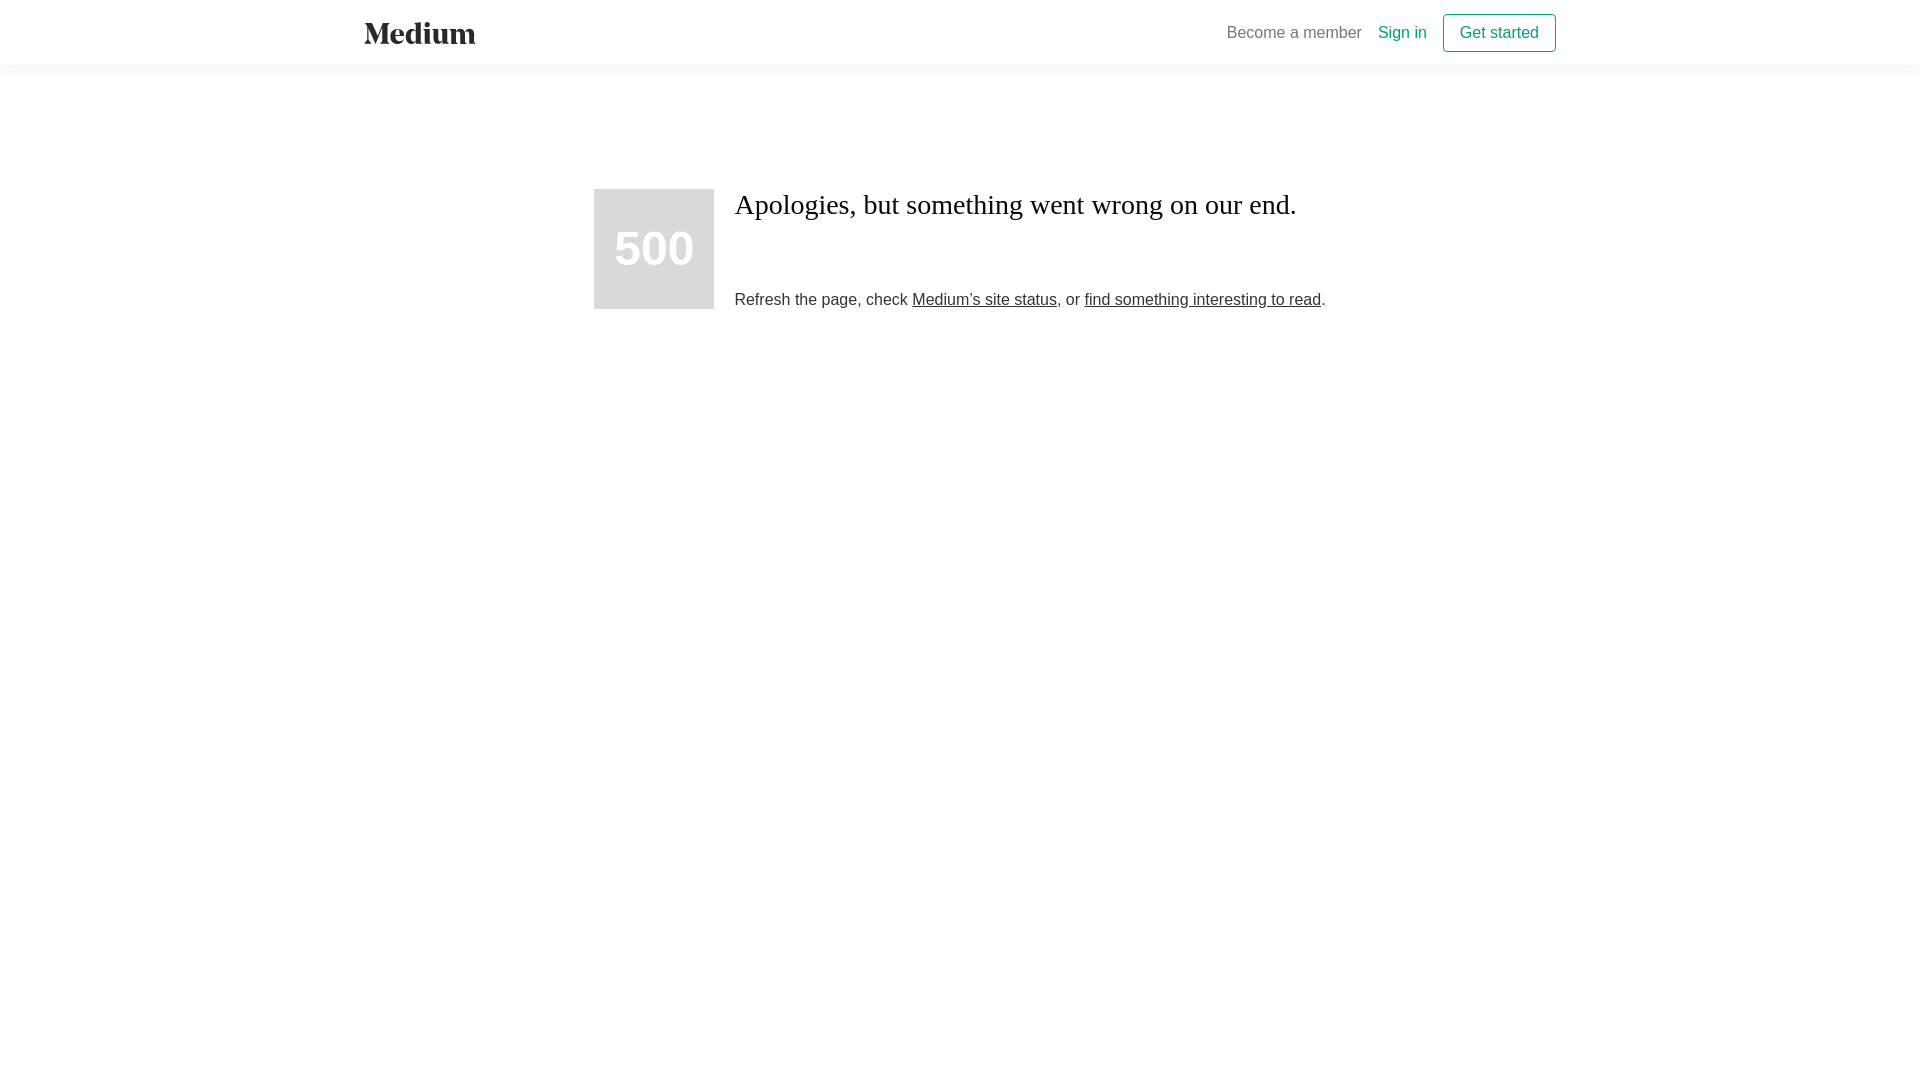 Medium
Become a member
Sign in
Get started
500
Apologies, but something went wrong on our end.
Refresh the page, check Medium’s site status, or find something interesting to read.